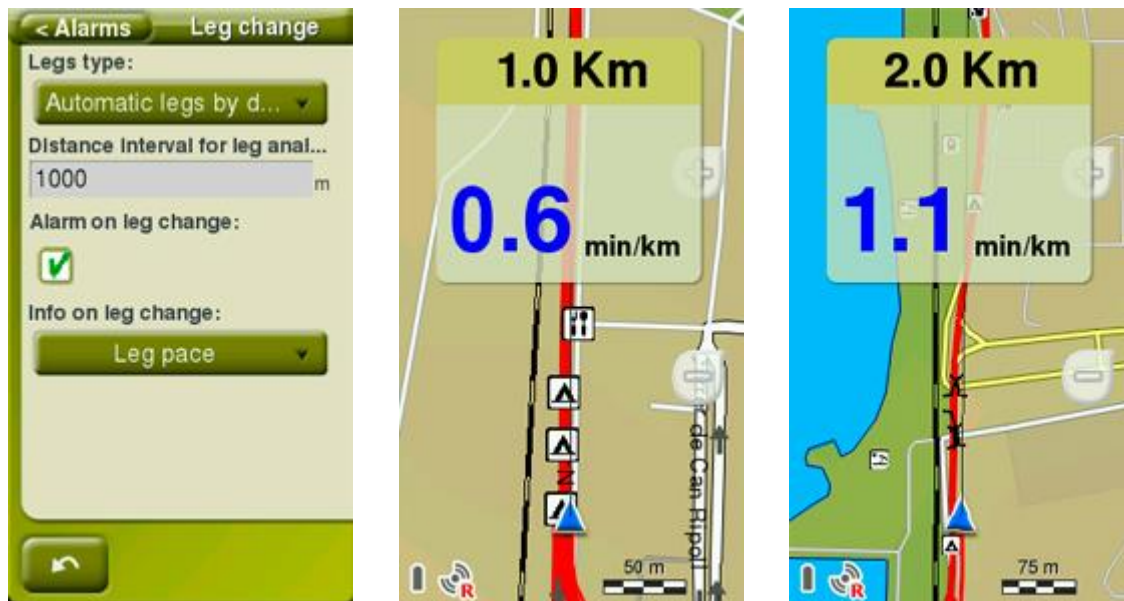 < Alarms
Leg change
Legs type:
Automatic legs by d...
Distance Interval for leg anal...
1000
m
Alarm on leg change:
Info on leg change:
Leg pace
1.0 Km
0.6 min/km
de Can Ripoll
50 m
R
2.0 Km
1.1 min/km
75 m
R